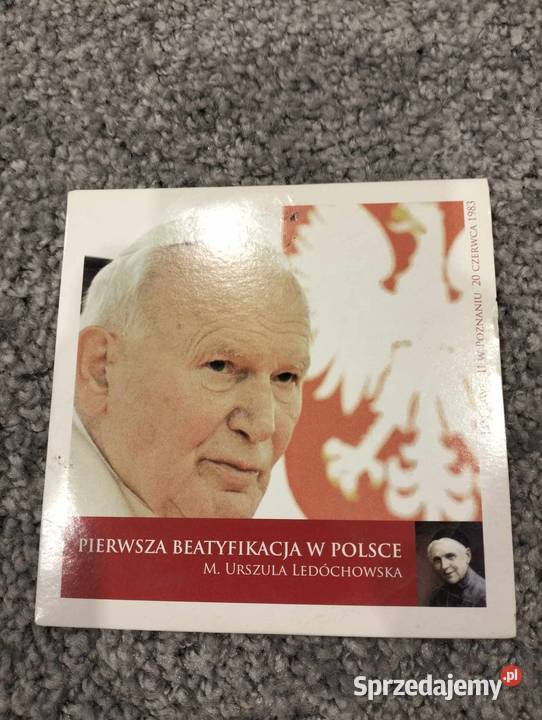 W POZNANIU 20 CZERWCA 1983
PIERWSZA BEATYFIKACJA W POLSCE
M. URSZULA LEDÓCHOWSKA
Sprzedajemy.pl